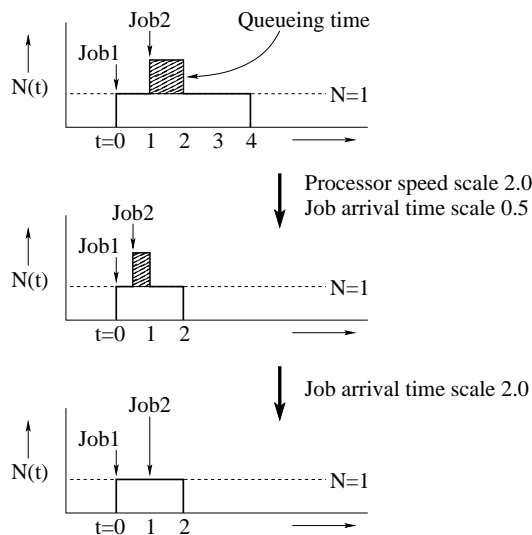 Queueing time
Job2
Job1
N(t)
N=1
t=0 1 2 3 4
Processor speed scale 2.0
Job arrival time scale 0.5
Job2
Job1
N(t)
N=1
t=0 1 2
Job arrival time scale 2.0
Job2
Job1
N(t)
N=1
t=0 1 2